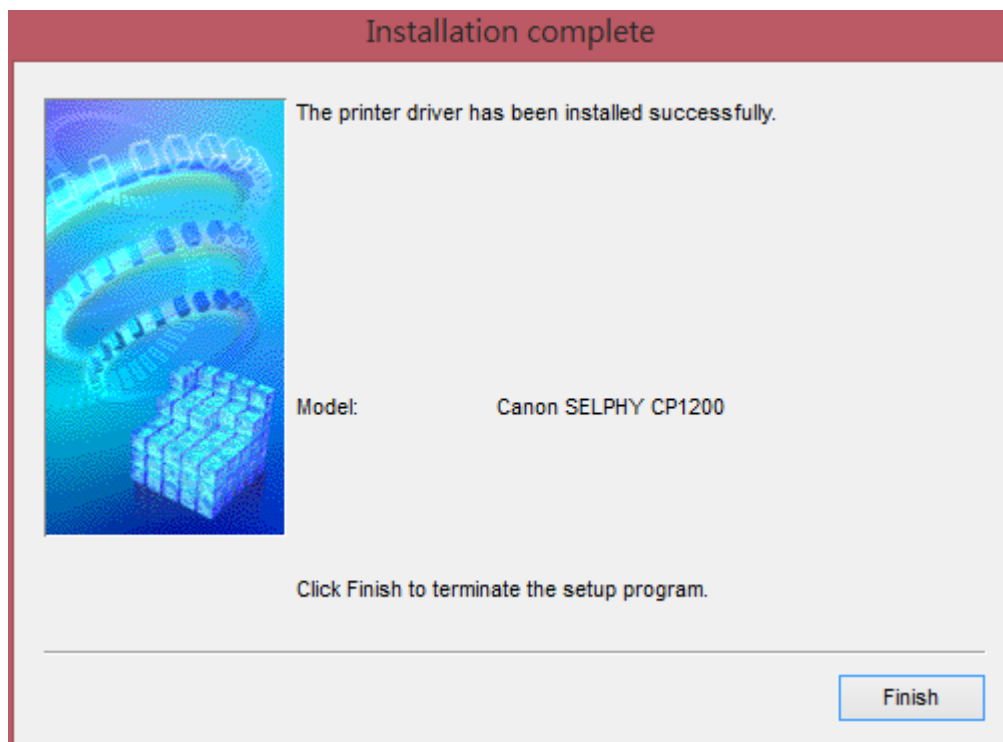 Installation complete
The printer driver has been installed successfully.
Model: Canon SELPHY CP1200
Click Finish to terminate the setup program.
Finish